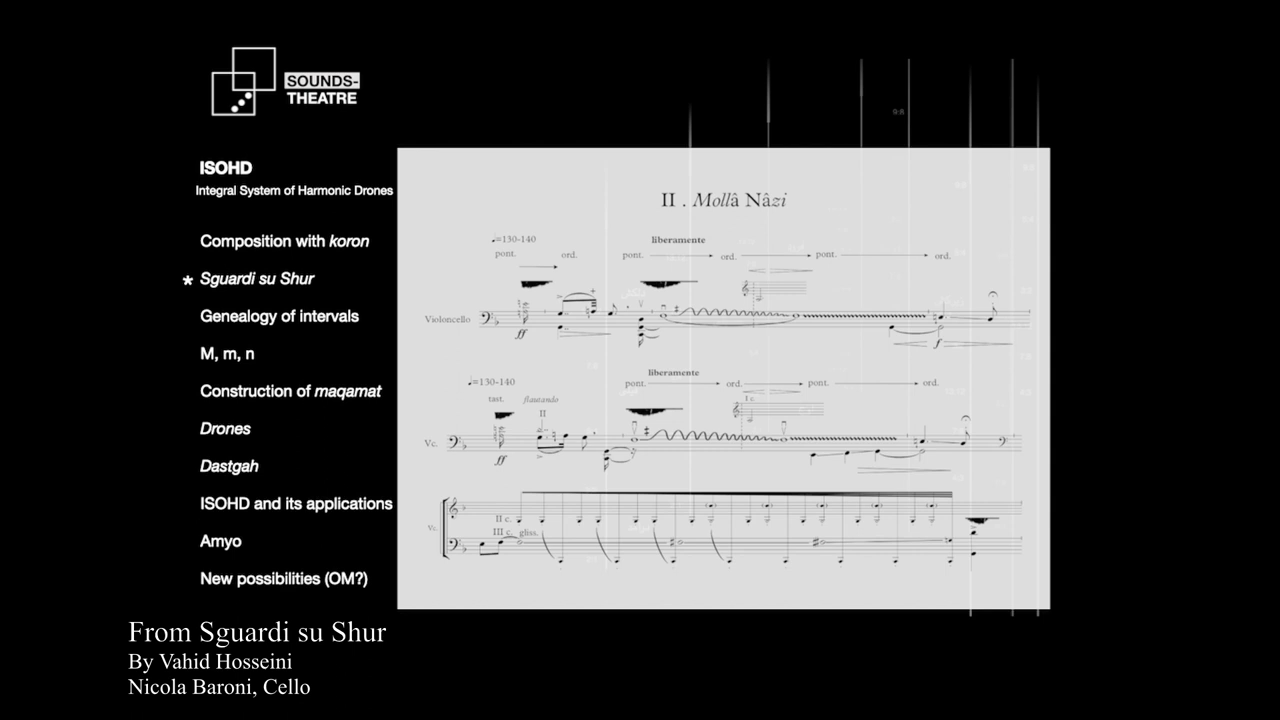 SOUNDS-
THEATRE
ISOHD
Integral System of Harmonic Drones
Composition with koron
* Sguardi su Shur
Genealogy of intervals
M, m, n
Construction of maqamat
Drones
Dastgah
ISOHD and its applications
Amyo
New possibilities (OM?)
II . Mollâ Nâzi
♩=130-140
liberamente
pont. ord. pont. ord. pont. ord.
Violoncello
ff f
♩=130-140
liberamente
pont. ord. pont. ord.
tast. flautando
I c.
II
Vc.
ff
II c.
Vc.
III c. gliss.
9:8
From Sguardi su Shur
By Vahid Hosseini
Nicola Baroni, Cello